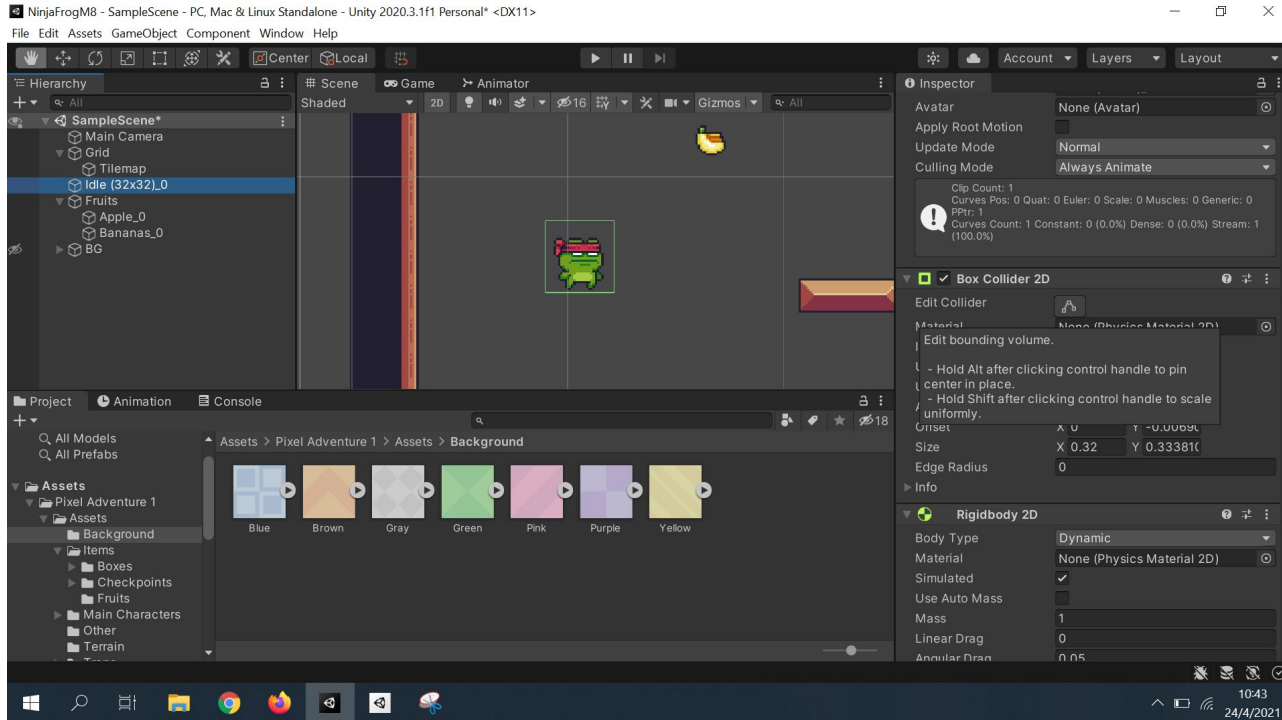 NinjaFrogM8 - SampleScene - PC, Mac & Linux Standalone - Unity 2020.3.1f1 Personal* <DX11>
File Edit Assets GameObject Component Window Help
Center Local
Account Layers Layout
Hierarchy
All
SampleScene*
Main Camera
Grid
Tilemap
Idle (32x32)_0
Fruits
Apple_0
Bananas_0
BG
Scene Game Animator
Shaded 2D 16 Gizmos All
Inspector
Avatar None (Avatar)
Apply Root Motion
Update Mode Normal
Culling Mode Always Animate
Clip Count: 1
Curves Pos: 0 Quat: 0 Euler: 0 Scale: 0 Muscles: 0 Generic: 0
PPtr: 1
Curves Count: 1 Constant: 0 (0.0%) Dense: 0 (0.0%) Stream: 1
(100.0%)
Box Collider 2D
Edit Collider
Material None (Physics Material 2D)
Edit bounding volume.
- Hold Alt after clicking control handle to pin
center in place.
- Hold Shift after clicking control handle to scale
uniformly.
Offset X 0 Y -0.0069
Size X 0.32 Y 0.33381
Edge Radius 0
Info
Rigidbody 2D
Body Type Dynamic
Material None (Physics Material 2D)
Simulated
Use Auto Mass
Mass 1
Linear Drag 0
Angular Drag 0.05
Project Animation Console
18
All Models
All Prefabs
Assets
Pixel Adventure 1
Assets
Background
Items
Boxes
Checkpoints
Fruits
Main Characters
Other
Terrain
Assets > Pixel Adventure 1 > Assets > Background
Blue Brown Gray Green Pink Purple Yellow
10:43
24/4/2021